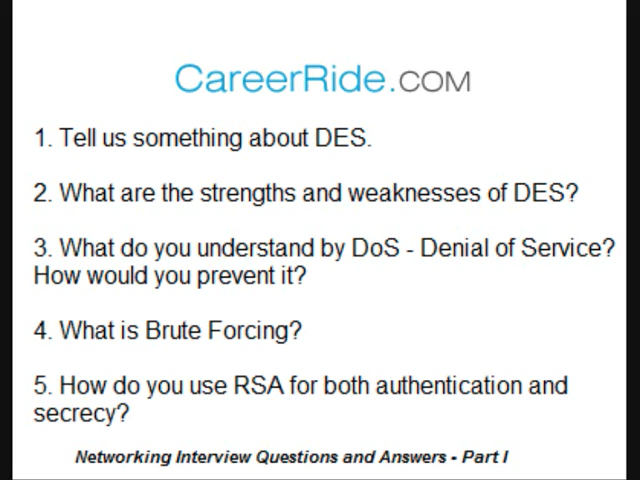 CareerRide.COM
1. Tell us something about DES.
2. What are the strengths and weaknesses of DES?
3. What do you understand by DoS - Denial of Service?
How would you prevent it?
4. What is Brute Forcing?
5. How do you use RSA for both authentication and
secrecy?
Networking Interview Questions and Answers - Part I